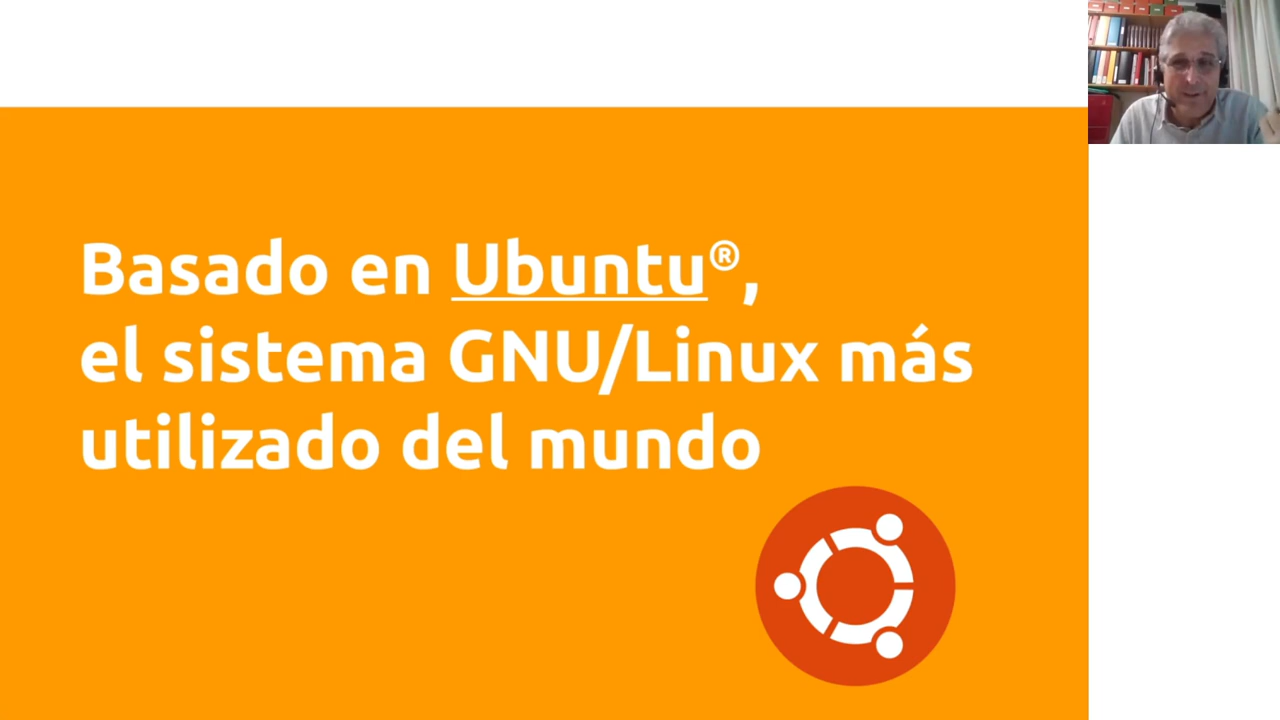 Basado en Ubuntu®,
el sistema GNU/Linux más
utilizado del mundo